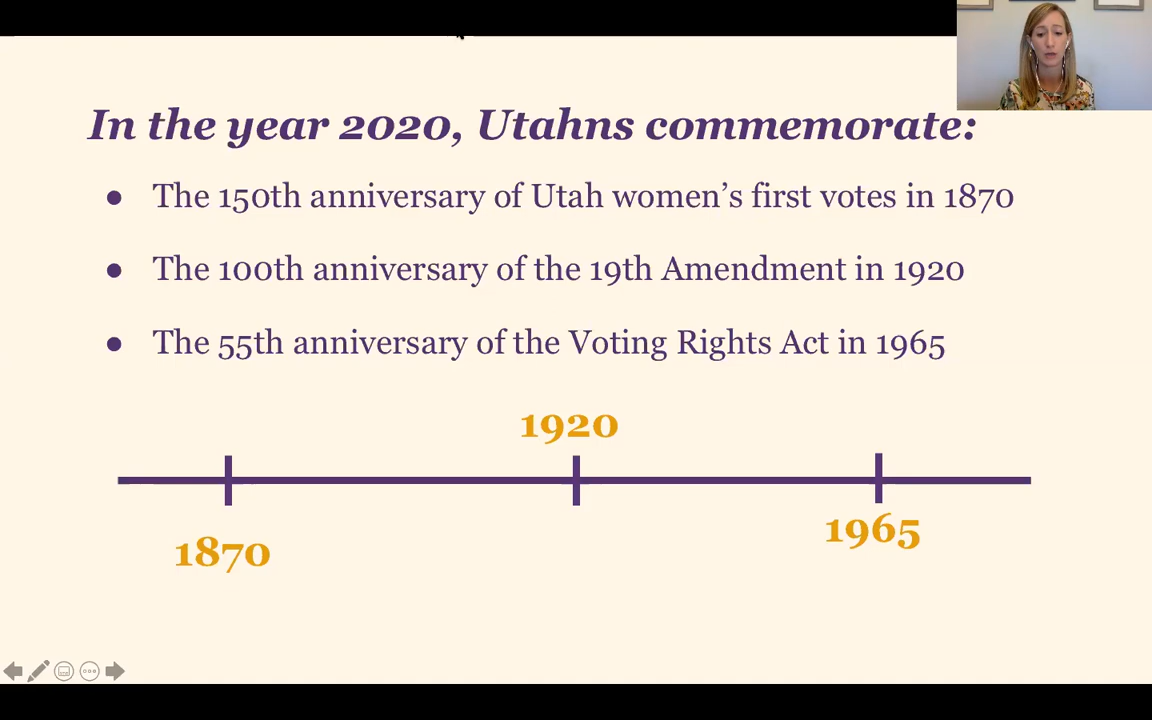 In the year 2020, Utahns commemorate:
● The 150th anniversary of Utah women’s first votes in 1870
● The 100th anniversary of the 19th Amendment in 1920
● The 55th anniversary of the Voting Rights Act in 1965
1920
1870
1965